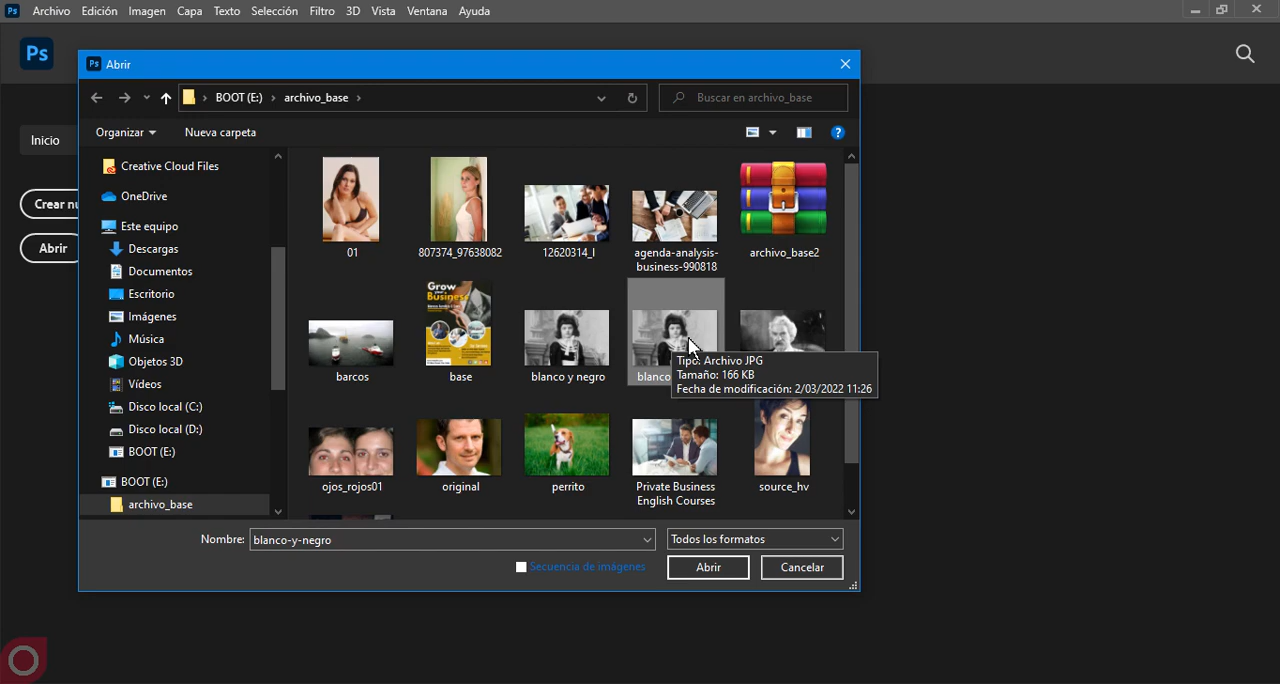 Ps Archivo Edición Imagen Capa Texto Selección Filtro 3D Vista Ventana Ayuda
Ps
Ps Abrir
BOOT (E:) archivo_base
Buscar en archivo_base
Organizar Nueva carpeta
Inicio
Crear nu
Abrir
Creative Cloud Files
OneDrive
Este equipo
Descargas
Documentos
Escritorio
Imágenes
Música
Objetos 3D
Vídeos
Disco local (C:)
Disco local (D:)
BOOT (E:)
BOOT (E:)
archivo_base
01
807374_97638082
12620314_l
agenda-analysis-
business-990818
archivo_base2
Grow
Business
barcos
base
blanco y negro
blanco
Tipo: Archivo JPG
Tamaño: 166 KB
Fecha de modificación: 2/03/2022 11:26
ojos_rojos01
original
perrito
Private Business
English Courses
source_hv
Nombre: blanco-y-negro
Todos los formatos
Secuencia de imágenes
Abrir
Cancelar